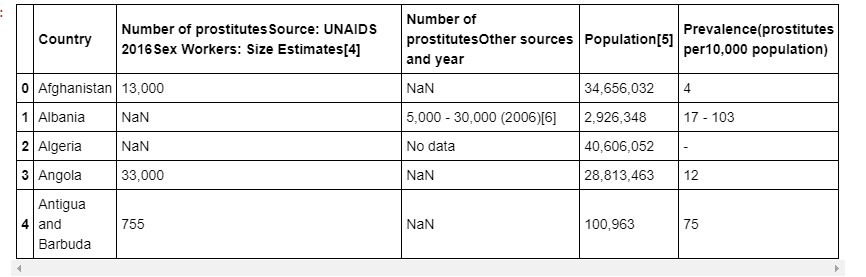 :
Country Number of prostitutesSource: UNAIDS 2016Sex Workers: Size Estimates[4] Number of prostitutesOther sources and year Population[5] Prevalence(prostitutes per10,000 population)
0 Afghanistan 13,000 NaN 34,656,032 4
1 Albania NaN 5,000 - 30,000 (2006)[6] 2,926,348 17 - 103
2 Algeria NaN No data 40,606,052 -
3 Angola 33,000 NaN 28,813,463 12
4 Antigua and Barbuda 755 NaN 100,963 75